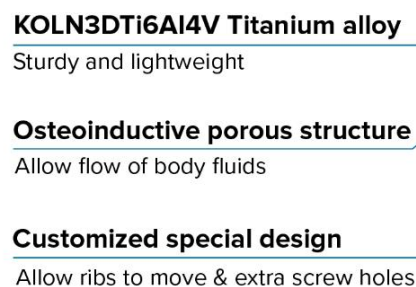 KOLN3DTi6Al4V Titanium alloy
Sturdy and lightweight
Osteoinductive porous structure
Allow flow of body fluids
Customized special design
Allow ribs to move & extra screw holes